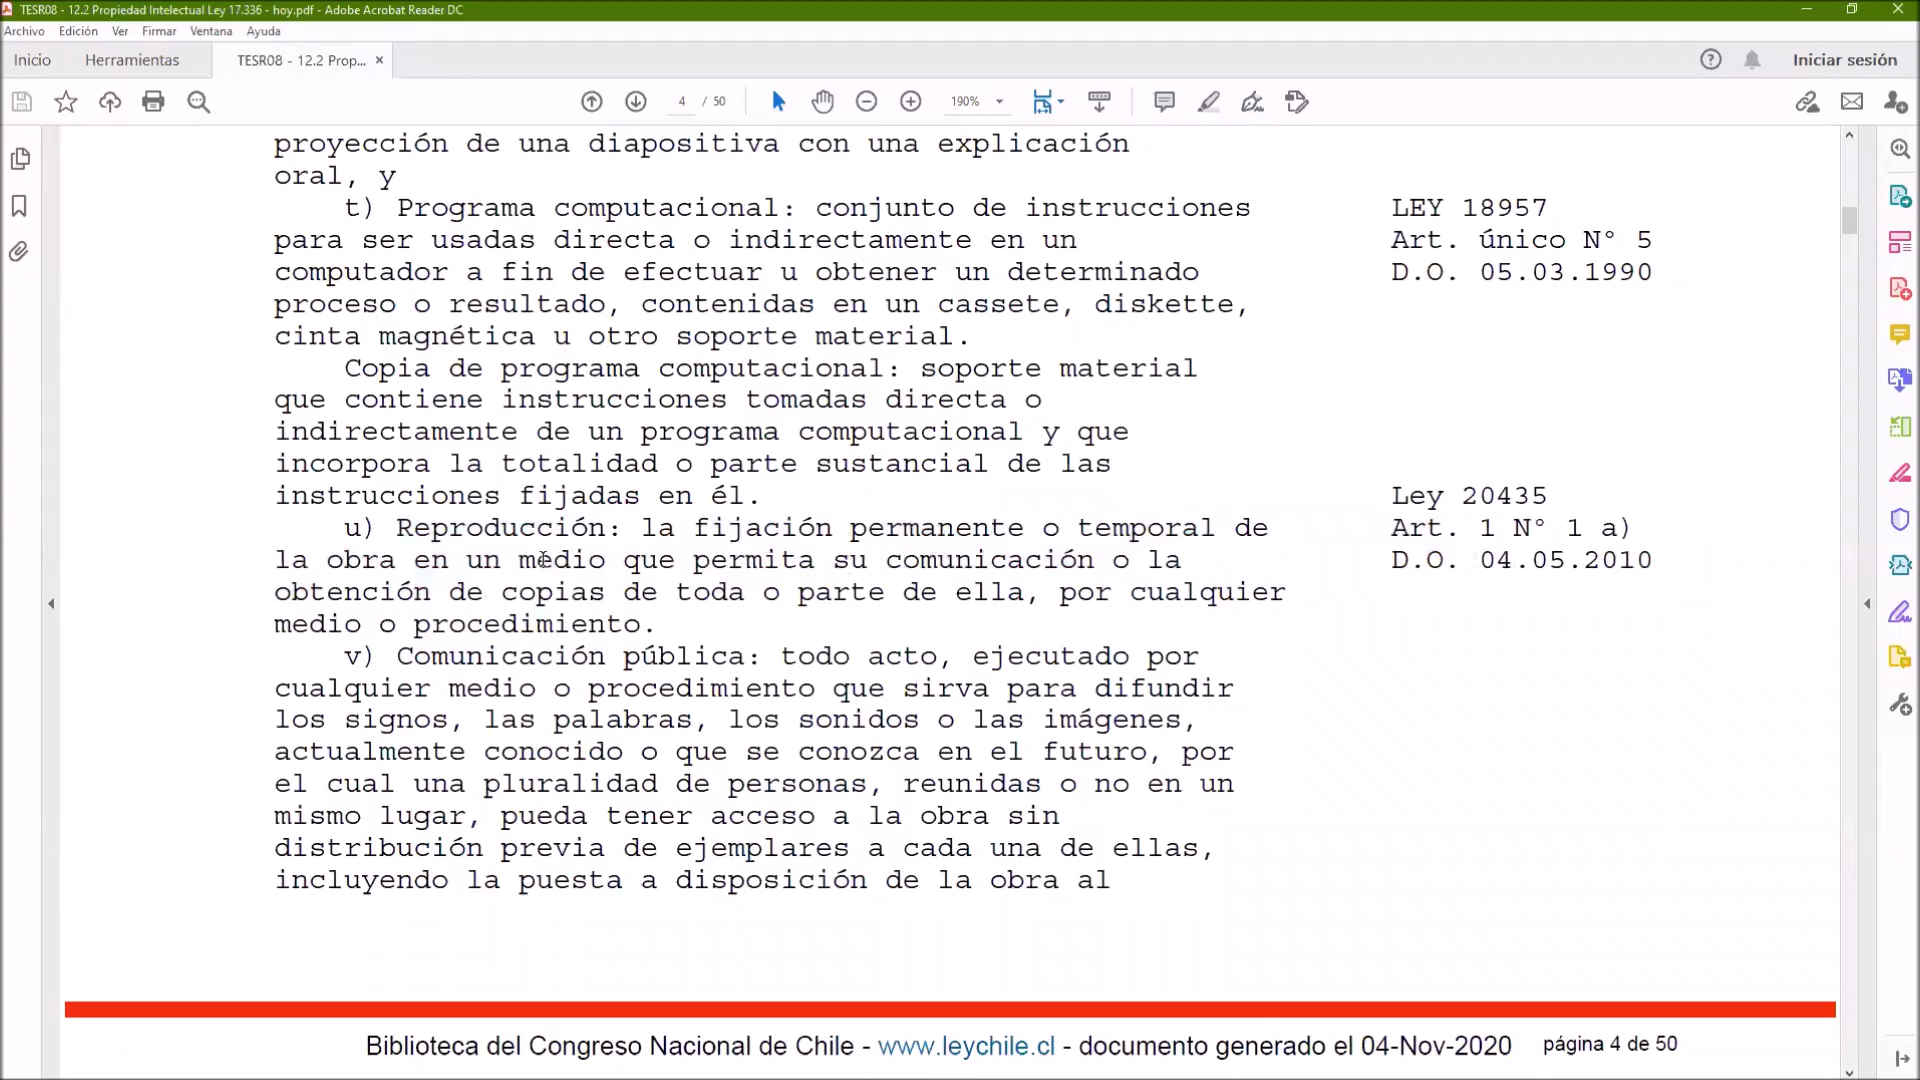 TESR08 - 12.2 Propiedad Intelectual Ley 17.336 - hoy.pdf - Adobe Acrobat Reader DC
Archivo Edición Ver Firmar Ventana Ayuda
Inicio Herramientas TESR08 - 12.2 Prop... × Iniciar sesión
4 / 50 190%
proyección de una diapositiva con una explicación
oral, y
t) Programa computacional: conjunto de instrucciones LEY 18957
para ser usadas directa o indirectamente en un Art. único N° 5
computador a fin de efectuar u obtener un determinado D.O. 05.03.1990
proceso o resultado, contenidas en un cassete, diskette,
cinta magnética u otro soporte material.
Copia de programa computacional: soporte material
que contiene instrucciones tomadas directa o
indirectamente de un programa computacional y que
incorpora la totalidad o parte sustancial de las
instrucciones fijadas en él. Ley 20435
u) Reproducción: la fijación permanente o temporal de Art. 1 N° 1 a)
la obra en un medio que permita su comunicación o la D.O. 04.05.2010
obtención de copias de toda o parte de ella, por cualquier
medio o procedimiento.
v) Comunicación pública: todo acto, ejecutado por
cualquier medio o procedimiento que sirva para difundir
los signos, las palabras, los sonidos o las imágenes,
actualmente conocido o que se conozca en el futuro, por
el cual una pluralidad de personas, reunidas o no en un
mismo lugar, pueda tener acceso a la obra sin
distribución previa de ejemplares a cada una de ellas,
incluyendo la puesta a disposición de la obra al
Biblioteca del Congreso Nacional de Chile - www.leychile.cl - documento generado el 04-Nov-2020 página 4 de 50